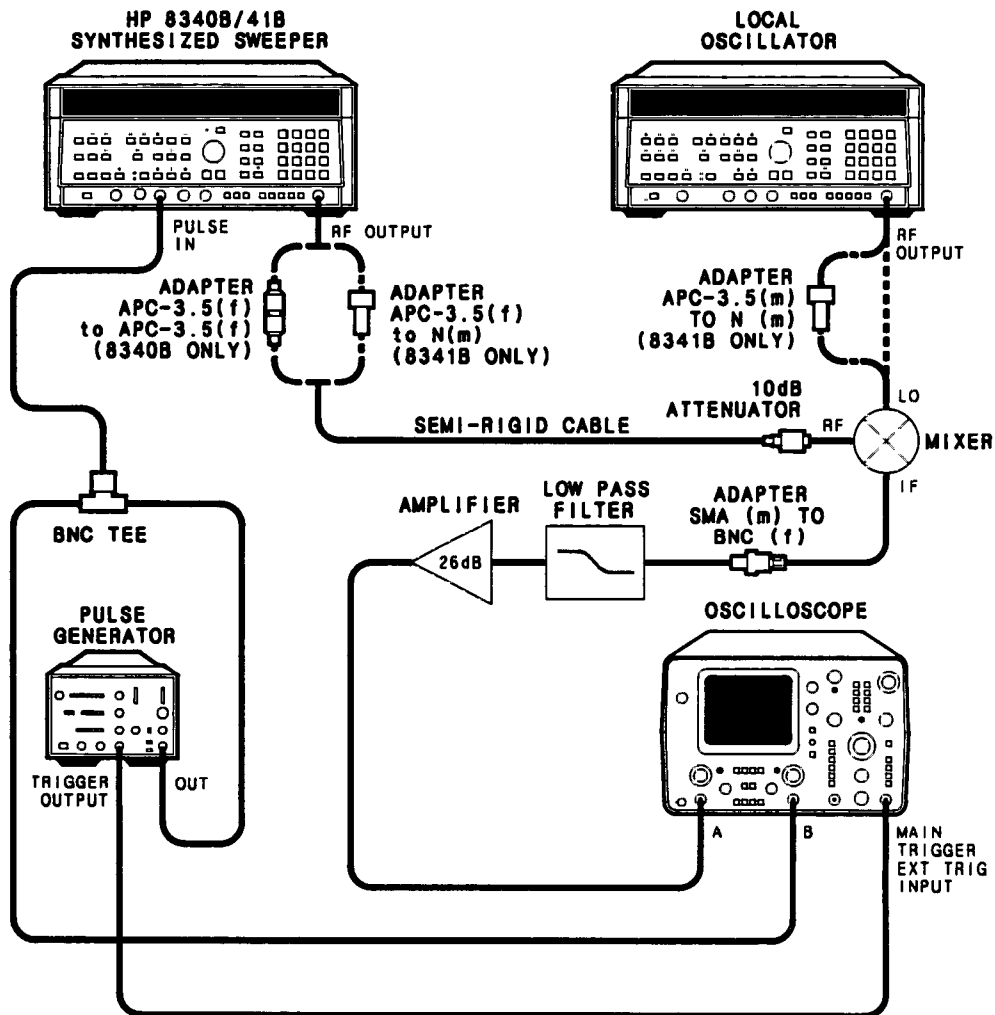 HP 8340B/41B
SYNTHESIZED SWEEPER
LOCAL
OSCILLATOR
PULSE
IN
RF OUTPUT
RF
OUTPUT
ADAPTER
APC-3.5(f)
to APC-3.5(f)
(8340B ONLY)
ADAPTER
APC-3.5(f)
to N(m)
(8341B ONLY)
ADAPTER
APC-3.5(m)
TO N (m)
(8341B ONLY)
10dB
ATTENUATOR
LO
RF
MIXER
IF
SEMI-RIGID CABLE
BNC TEE
AMPLIFIER
26dB
LOW PASS
FILTER
ADAPTER
SMA (m) TO
BNC (f)
PULSE
GENERATOR
OSCILLOSCOPE
TRIGGER
OUTPUT
OUT
A
B
MAIN
TRIGGER
EXT TRIG
INPUT